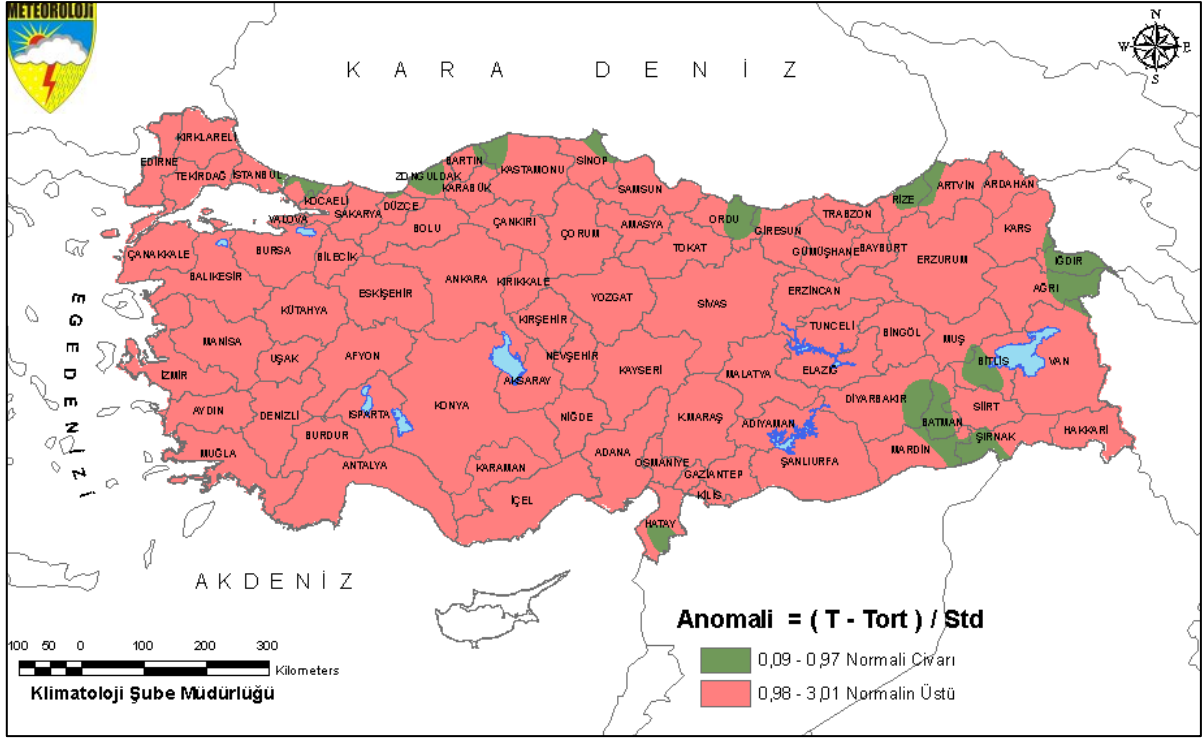 METEOROLOJİ
N
W E
S
K A R A D E N İ Z
KIRKLARELİ
EDİRNE
TEKİRDAĞ
İSTANBUL
KOCAELİ
YALOVA
SAKARYA
DÜZCE
ZONGULDAK
BARTIN
KARABÜK
KASTAMONU
SİNOP
SAMSUN
BOLU
ÇANKIRI
ÇORUM
AMASYA
TOKAT
ORDU
GİRESUN
TRABZON
RİZE
ARTVİN
ARDAHAN
KARS
GÜMÜŞHANE
BAYBURT
ERZURUM
IĞDIR
AĞRI
ÇANAKKALE
BALIKESİR
BURSA
BİLECİK
ESKİŞEHİR
ANKARA
KIRIKKALE
YOZGAT
SİVAS
ERZİNCAN
KÜTAHYA
KIRŞEHİR
TUNCELİ
BİNGÖL
MUŞ
MANİSA
UŞAK
AFYON
NEVŞEHİR
KAYSERİ
MALATYA
ELAZIĞ
BİTLİS
VAN
İZMİR
AKSARAY
DİYARBAKIR
SİİRT
AYDIN
DENİZLİ
ISPARTA
KONYA
NİĞDE
K.MARAŞ
ADIYAMAN
BATMAN
ŞIRNAK
HAKKARİ
BURDUR
MUĞLA
ANTALYA
KARAMAN
ADANA
OSMANİYE
GAZİANTEP
ŞANLIURFA
MARDİN
İÇEL
KİLİS
HATAY
E G E D E N İ Z İ
A K D E N İ Z
Anomali = ( T - Tort ) / Std
0,09 - 0,97 Normali Civarı
0,98 - 3,01 Normalin Üstü
100 50 0 100 200 300
Kilometers
Klimatoloji Şube Müdürlüğü